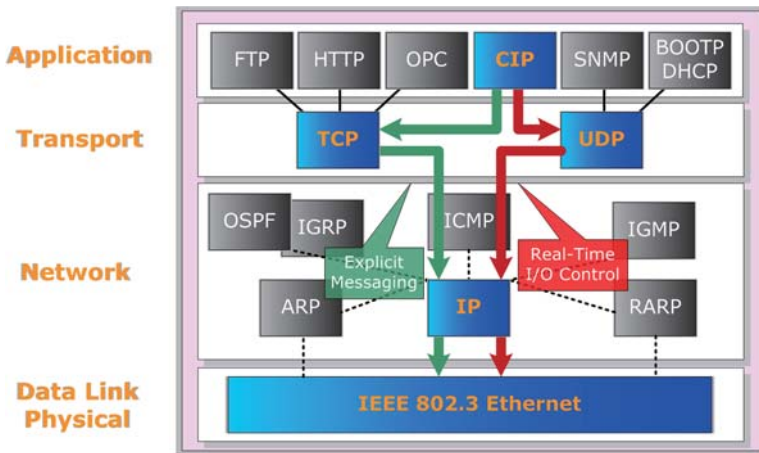 Application
FTP
HTTP
OPC
CIP
SNMP
BOOTP
DHCP
Transport
TCP
UDP
Network
OSPF
IGRP
ICMP
IGMP
Explicit
Messaging
Real-Time
I/O Control
ARP
IP
RARP
Data Link
Physical
IEEE 802.3 Ethernet